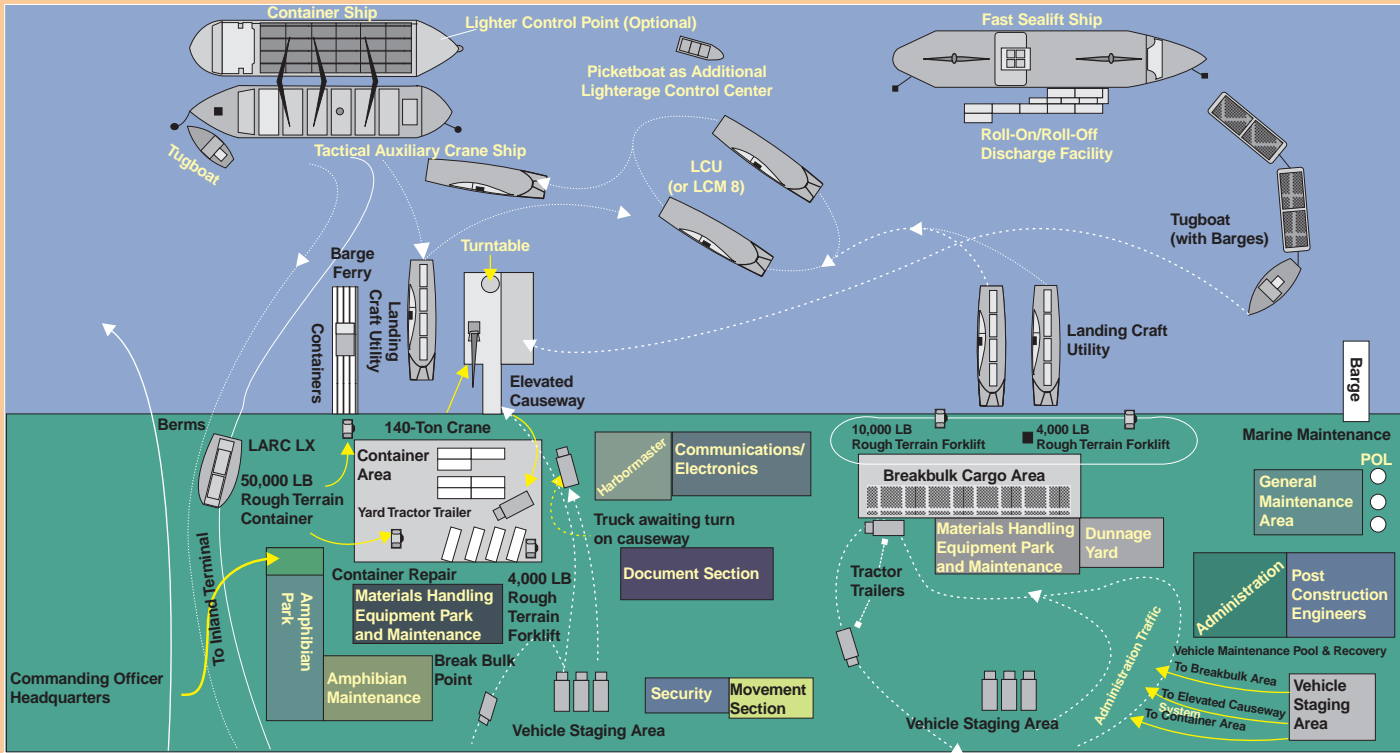 Container Ship
Lighter Control Point (Optional)
Fast Sealift Ship
Picketboat as Additional
Lighterage Control Center
Tugboat
Tactical Auxiliary Crane Ship
Roll-On/Roll-Off
Discharge Facility
LCU
(or LCM 8)
Tugboat
(with Barges)
Turntable
Barge
Ferry
Containers
Landing
Craft Utility
Landing Craft
Utility
Elevated
Causeway
Barge
Berms
LARC LX
140-Ton Crane
50,000 LB
Rough Terrain
Container
Container
Area
Yard Tractor Trailer
Harbormaster
Communications/
Electronics
Truck awaiting turn
on causeway
10,000 LB
Rough Terrain Forklift
4,000 LB
Rough Terrain Forklift
Breakbulk Cargo Area
Marine Maintenance
POL
General
Maintenance
Area
Materials Handling
Equipment Park
and Maintenance
Dunnage
Yard
To Inland Terminal
Container Repair
Materials Handling
Equipment Park
and Maintenance
4,000 LB
Rough
Terrain
Forklift
Document Section
Tractor
Trailers
Administration
Post
Construction
Engineers
Amphibian
Park
Amphibian
Maintenance
Break Bulk
Point
Commanding Officer
Headquarters
Security
Movement
Section
Vehicle Staging Area
Vehicle Staging Area
Administration Traffic
System
Vehicle Maintenance Pool & Recovery
To Breakbulk Area
To Elevated Causeway
To Container Area
Vehicle
Staging
Area